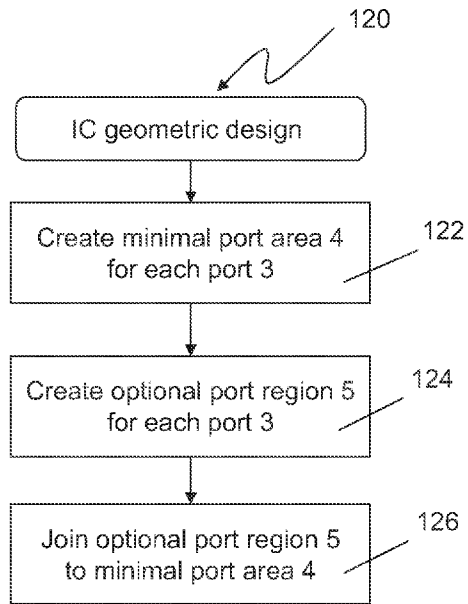 120
IC geometric design
Create minimal port area 4
for each port 3
122
Create optional port region 5
for each port 3
124
Join optional port region 5
to minimal port area 4
126